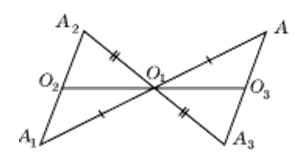 A₂ A
O₂ O₁ O₃
A₁ A₃